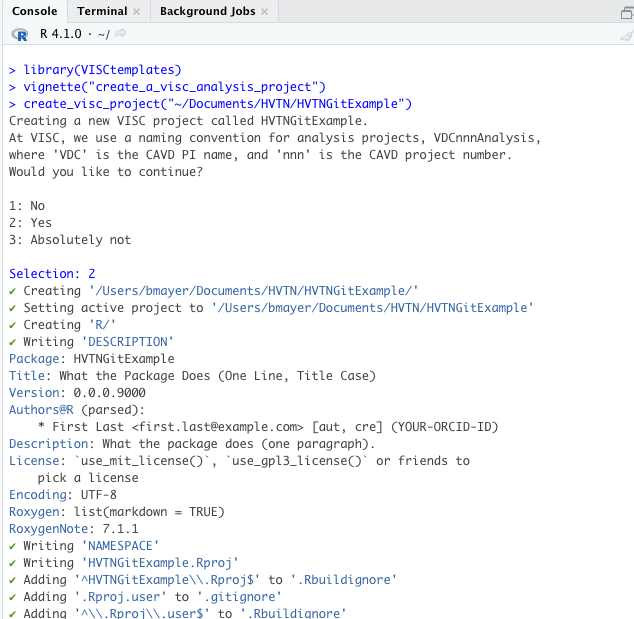 Console Terminal × Background Jobs ×
R R 4.1.0 · ~/
> library(VISCtemplates)
> vignette("create_a_visc_analysis_project")
> create_visc_project("~/Documents/HVTN/HVTNGitExample")
Creating a new VISC project called HVTNGitExample.
At VISC, we use a naming convention for analysis projects, VDCnnnAnalysis,
where 'VDC' is the CAVD PI name, and 'nnn' is the CAVD project number.
Would you like to continue?
1: No
2: Yes
3: Absolutely not
Selection: 2
✔ Creating '/Users/bmayer/Documents/HVTN/HVTNGitExample/'
✔ Setting active project to '/Users/bmayer/Documents/HVTN/HVTNGitExample'
✔ Creating 'R/'
✔ Writing 'DESCRIPTION'
Package: HVTNGitExample
Title: What the Package Does (One Line, Title Case)
Version: 0.0.0.9000
Authors@R (parsed):
* First Last <first.last@example.com> [aut, cre] (YOUR-ORCID-ID)
Description: What the package does (one paragraph).
License: `use_mit_license()`, `use_gpl3_license()` or friends to
pick a license
Encoding: UTF-8
Roxygen: list(markdown = TRUE)
RoxygenNote: 7.1.1
✔ Writing 'NAMESPACE'
✔ Writing 'HVTNGitExample.Rproj'
✔ Adding '^HVTNGitExample\\.Rproj$' to '.Rbuildignore'
✔ Adding '.Rproj.user' to '.gitignore'
✔ Adding '^\\.Rproj\\.user$' to '.Rbuildignore'